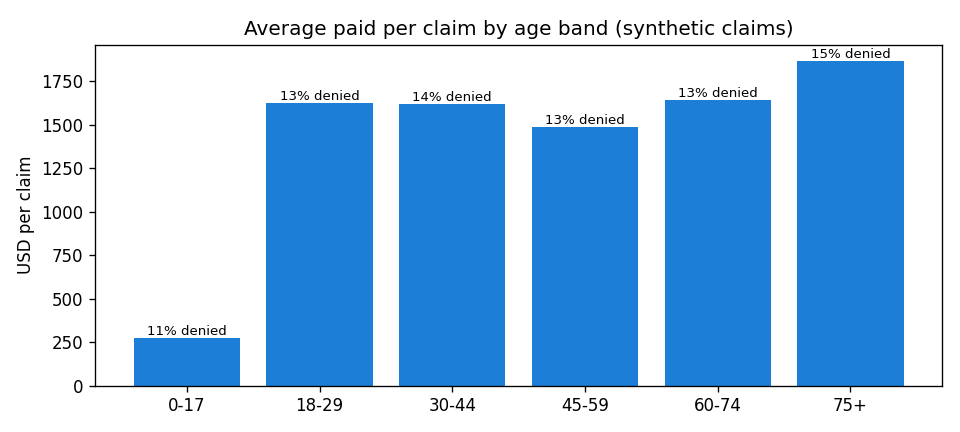 Average paid per claim by age band (synthetic claims)
USD per claim
1750
1500
1250
1000
750
500
250
0
11% denied
13% denied
14% denied
13% denied
13% denied
15% denied
0-17
18-29
30-44
45-59
60-74
75+